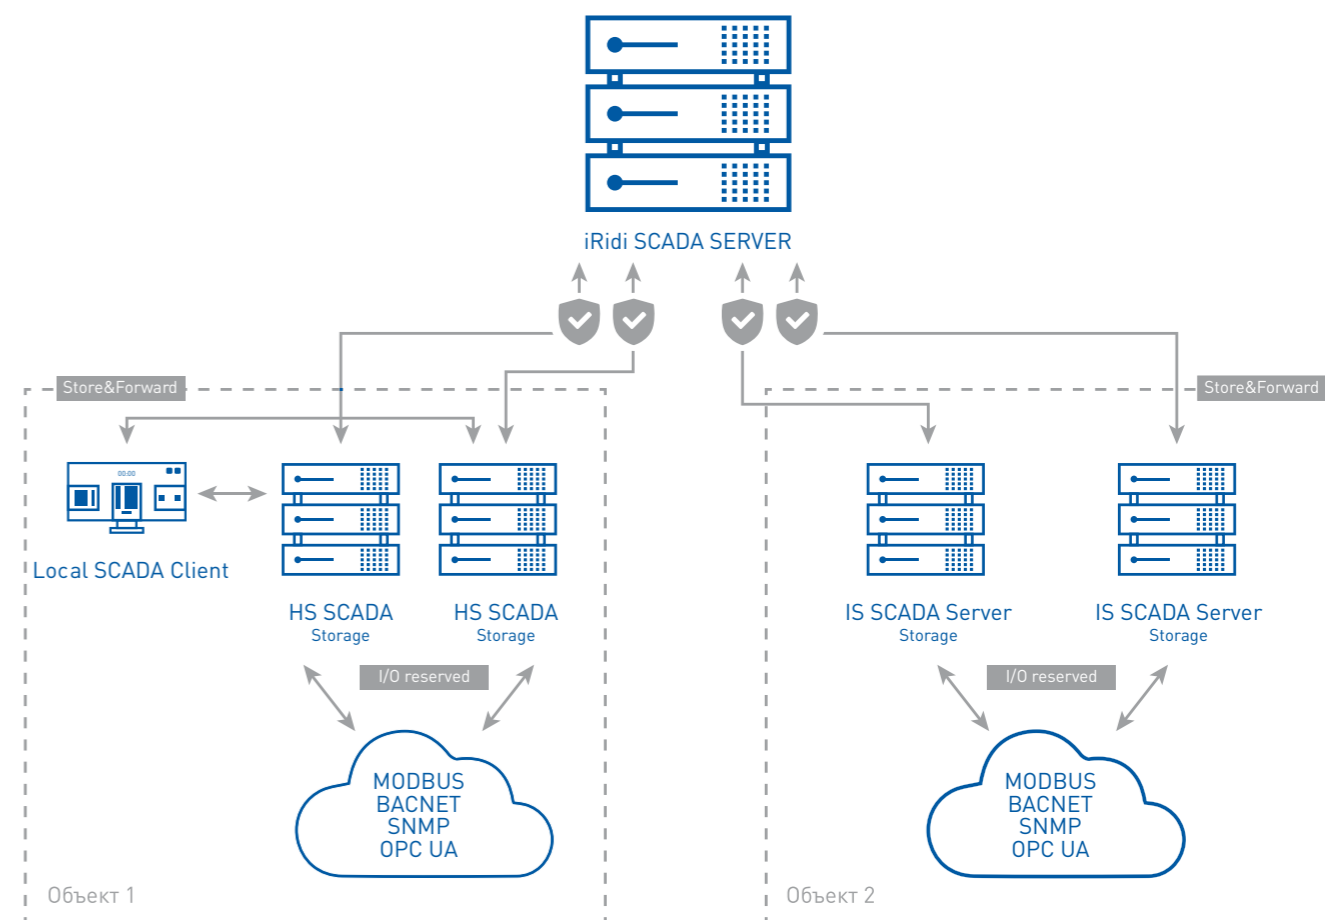 iRidi SCADA SERVER
Store&Forward
Store&Forward
00:00
Local SCADA Client
HS SCADA
Storage
HS SCADA
Storage
IS SCADA Server
Storage
IS SCADA Server
Storage
I/O reserved
I/O reserved
MODBUS
BACNET
SNMP
OPC UA
MODBUS
BACNET
SNMP
OPC UA
Объект 1
Объект 2